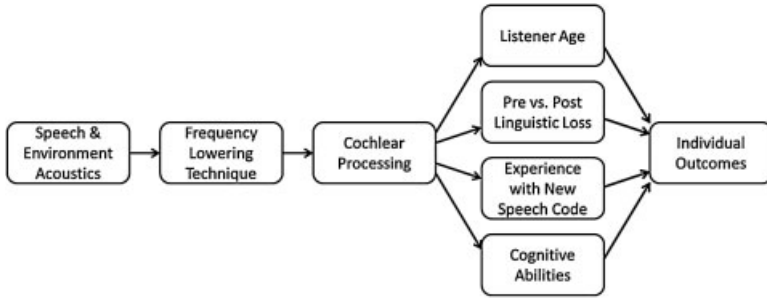 Speech &
Environment
Acoustics
Frequency
Lowering
Technique
Cochlear
Processing
Listener Age
Pre vs. Post
Linguistic Loss
Experience
with New
Speech Code
Cognitive
Abilities
Individual
Outcomes